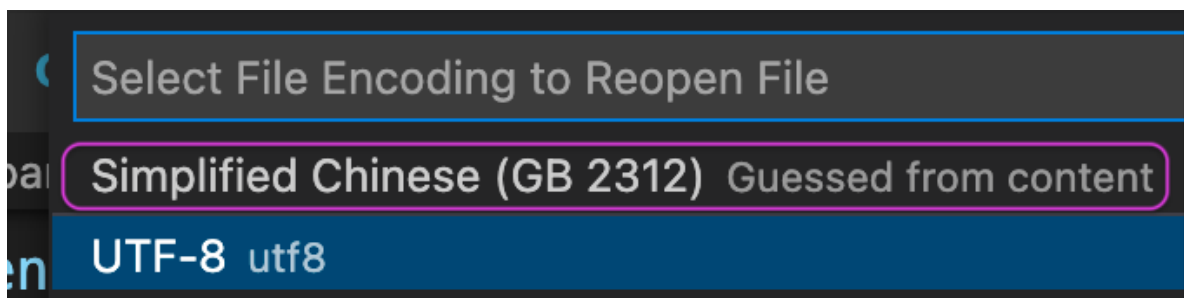 Select File Encoding to Reopen File
Simplified Chinese (GB 2312) Guessed from content
UTF-8 utf8